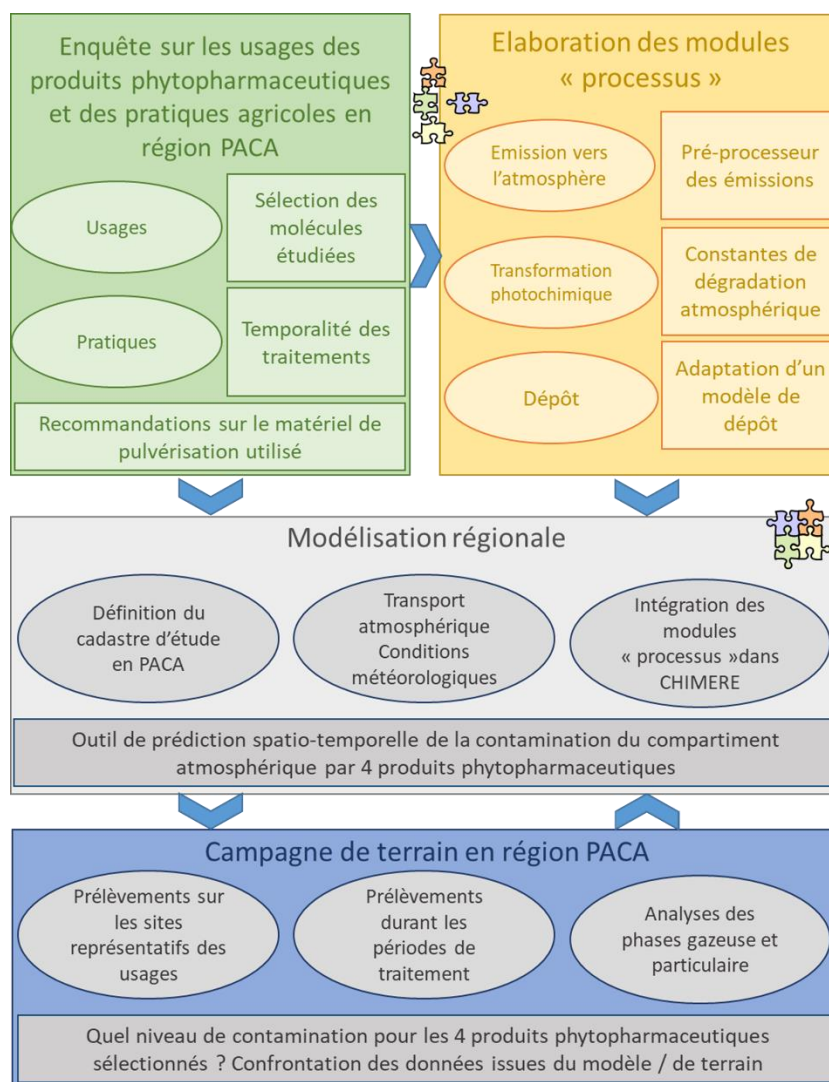 Enquête sur les usages des
produits phytopharmaceutiques
et des pratiques agricoles en
région PACA
Usages
Sélection des
molécules
étudiées
Pratiques
Temporalité des
traitements
Recommandations sur le matériel de
pulvérisation utilisé
Elaboration des modules
« processus »
Emission vers
l'atmosphère
Pré-processeur
des émissions
Transformation
photochimique
Constantes de
dégradation
atmosphérique
Dépôt
Adaptation d'un
modèle de
dépôt
Modélisation régionale
Définition du
cadastre d'étude
en PACA
Transport
atmosphérique
Conditions
météorologiques
Intégration des
modules
« processus »dans
CHIMERE
Outil de prédiction spatio-temporelle de la contamination du compartiment
atmosphérique par 4 produits phytopharmaceutiques
Campagne de terrain en région PACA
Prélèvements sur
les sites
représentatifs des
usages
Prélèvements
durant les
périodes de
traitement
Analyses des
phases gazeuse et
particulaire
Quel niveau de contamination pour les 4 produits phytopharmaceutiques
sélectionnés ? Confrontation des données issues du modèle / de terrain